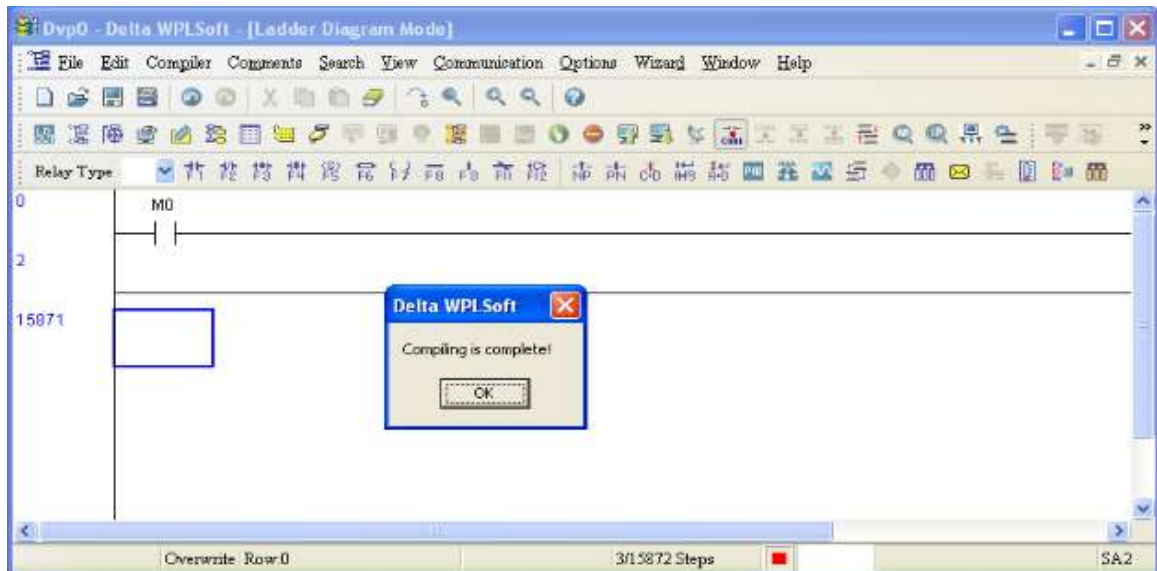 Dvp0 - Delta WPLSoft - [Ladder Diagram Mode]
File Edit Compiler Comments Search View Communication Options Wizard Window Help
Relay Type
0
M0
2
15871
Delta WPLSoft
Compiling is complete!
OK
Overwrite Row:0 3/15872 Steps SA2